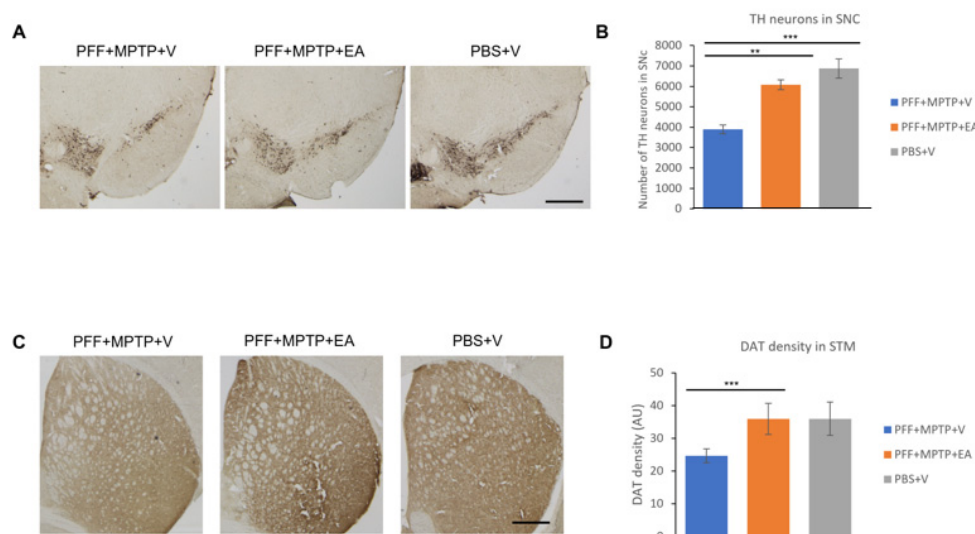 A
PFF+MPTP+V
PFF+MPTP+EA
PBS+V
B
TH neurons in SNC
Number of TH neurons in SNc
8000
7000
6000
5000
4000
3000
2000
1000
0
***
**
PFF+MPTP+V
PFF+MPTP+EA
PBS+V
C
PFF+MPTP+V
PFF+MPTP+EA
PBS+V
D
DAT density in STM
DAT density (AU)
50
40
30
20
10
0
***
PFF+MPTP+V
PFF+MPTP+EA
PBS+V